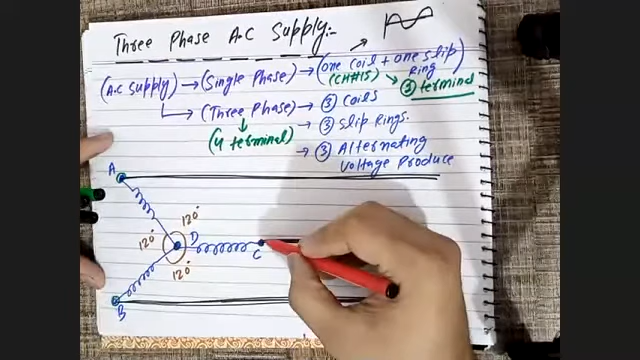 Three Phase A.C Supply:-
(A.C Supply) → (Single Phase) → (one coil + one slip Ring)
(CH#15) → ③ terminal
→ (Three Phase) → ③ Coils
(4 terminal) → ③ Slip Rings.
→ ③ Alternating
Voltage Produce
A
120°
120° D
C
120°
B